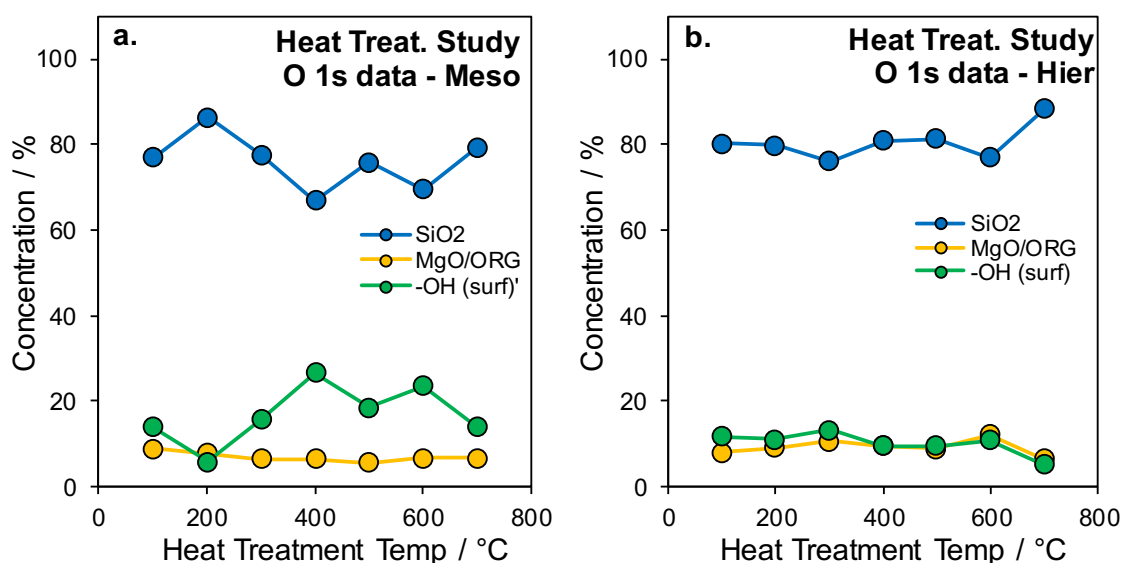 a.
Heat Treat. Study
O 1s data - Meso
100
80
60
40
20
0
Concentration / %
SiO2
MgO/ORG
-OH (surf)'
0 200 400 600 800
Heat Treatment Temp / °C
b.
Heat Treat. Study
O 1s data - Hier
100
80
60
40
20
0
Concentration / %
SiO2
MgO/ORG
-OH (surf)
0 200 400 600 800
Heat Treatment Temp / °C